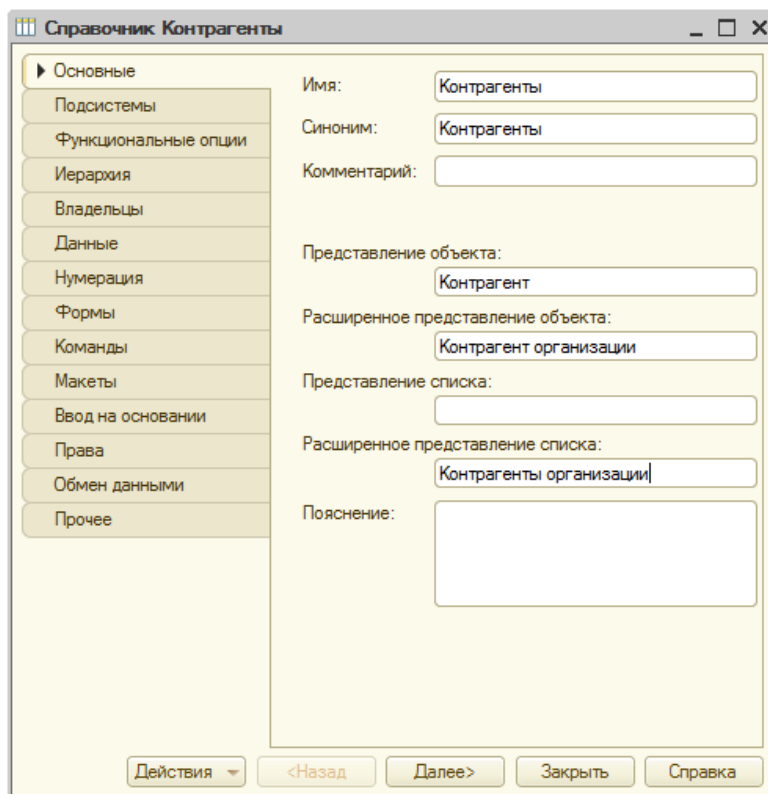 Справочник Контрагенты
Основные
Подсистемы
Функциональные опции
Иерархия
Владельцы
Данные
Нумерация
Формы
Команды
Макеты
Ввод на основании
Права
Обмен данными
Прочее
Имя: Контрагенты
Синоним: Контрагенты
Комментарий:
Представление объекта:
Контрагент
Расширенное представление объекта:
Контрагент организации
Представление списка:
Расширенное представление списка:
Контрагенты организации
Пояснение:
Действия <Назад Далее> Закрыть Справка